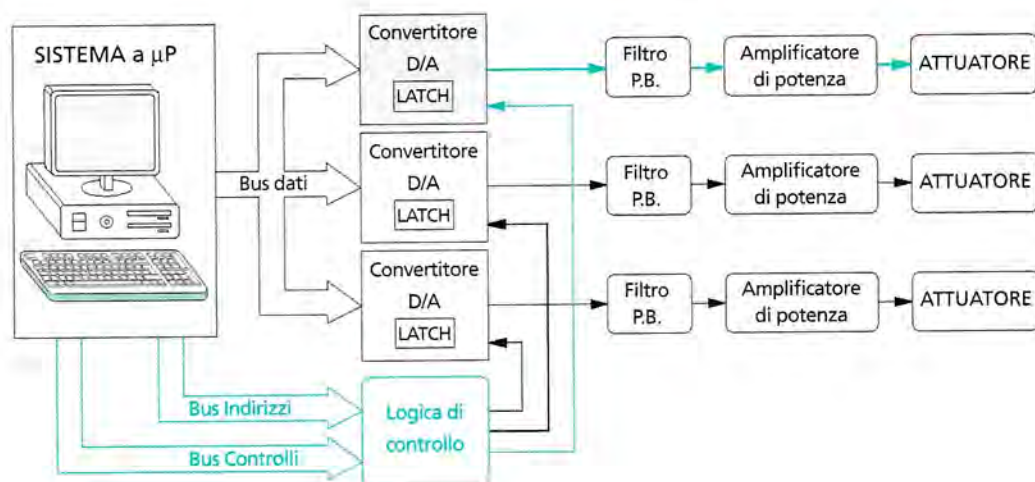 SISTEMA a µP
Bus dati
Convertitore
D/A
LATCH
Filtro
P.B.
Amplificatore
di potenza
ATTUATORE
Convertitore
D/A
LATCH
Filtro
P.B.
Amplificatore
di potenza
ATTUATORE
Convertitore
D/A
LATCH
Filtro
P.B.
Amplificatore
di potenza
ATTUATORE
Bus Indirizzi
Bus Controlli
Logica di
controllo